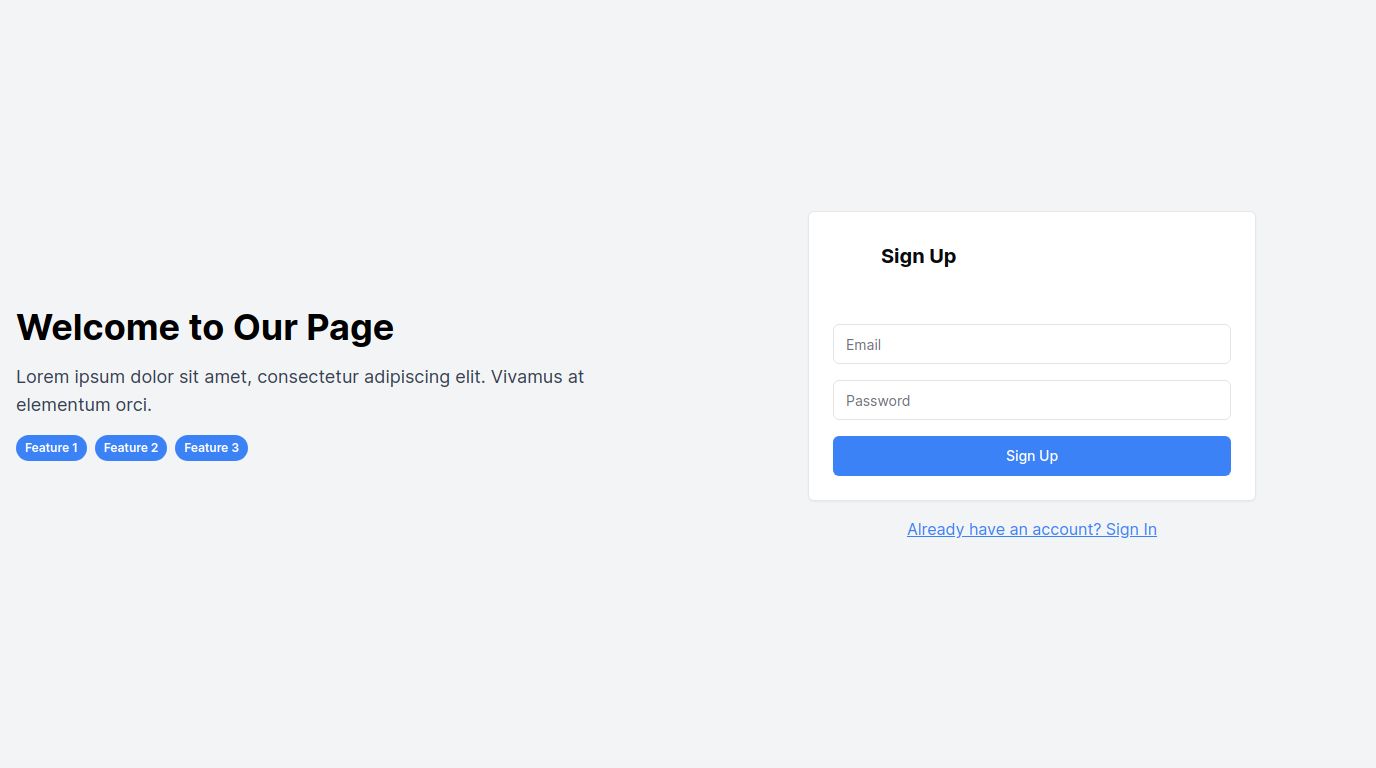 Welcome to Our Page
Lorem ipsum dolor sit amet, consectetur adipiscing elit. Vivamus at
elementum orci.
Feature 1 Feature 2 Feature 3
Sign Up
Email
Password
Sign Up
Already have an account? Sign In